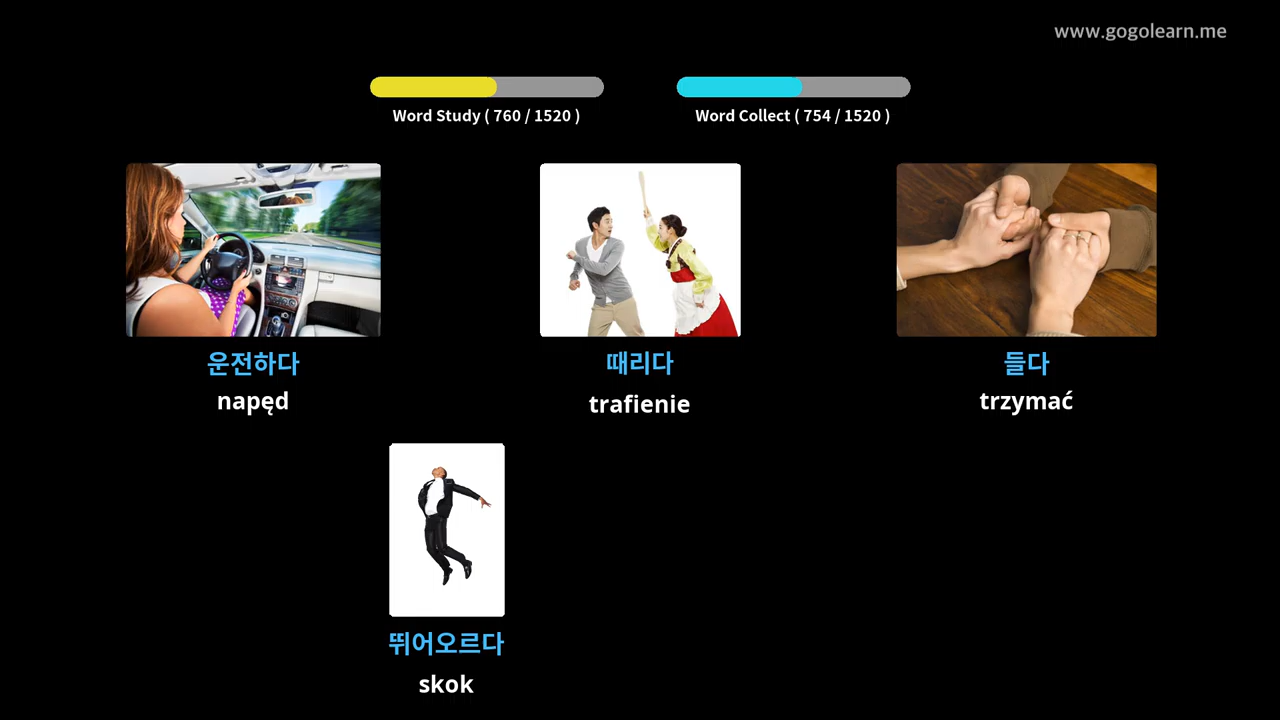 www.gogolearn.me
Word Study ( 760 / 1520 )
Word Collect ( 754 / 1520 )
운전하다
napęd
때리다
trafienie
들다
trzymać
뛰어오르다
skok